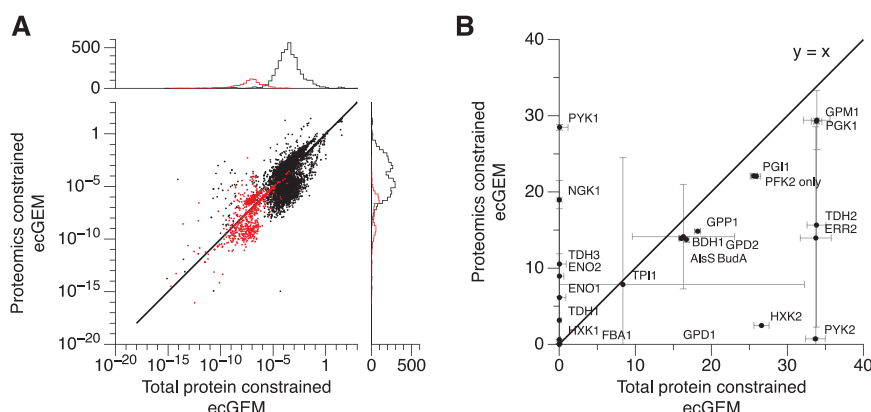 A
500
0
1
10⁻⁵
10⁻¹⁰
10⁻¹⁵
10⁻²⁰
Proteomics constrained
ecGEM
10⁻²⁰ 10⁻¹⁵ 10⁻¹⁰ 10⁻⁵ 1
0 500
Total protein constrained
ecGEM
B
y = x
40
30
20
10
0
Proteomics constrained
ecGEM
PYK1
GPM1
PGK1
PGI1
PFK2 only
NGK1
GPP1
TDH2
ERR2
BDH1 GPD2
AlsS BudA
TDH3
ENO2
TPI1
ENO1
TDH1
HXK2
HXK1 FBA1 GPD1 PYK2
0 10 20 30 40
Total protein constrained
ecGEM